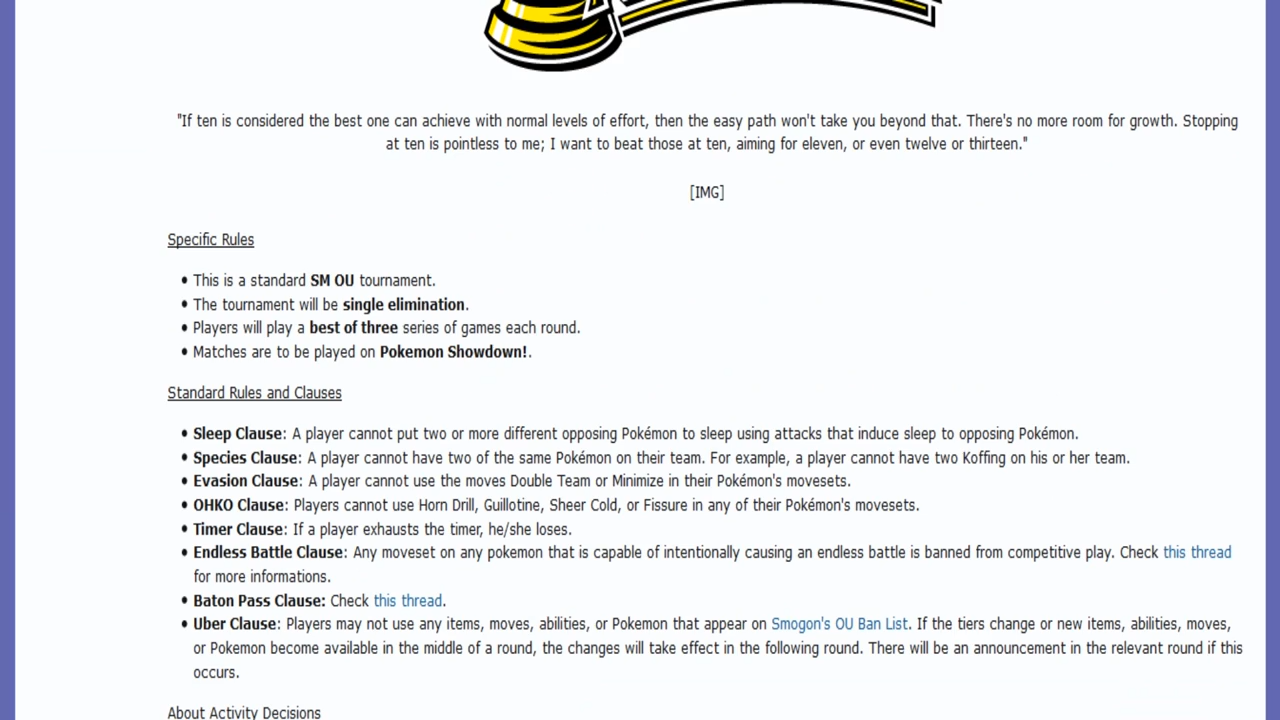 "If ten is considered the best one can achieve with normal levels of effort, then the easy path won't take you beyond that. There's no more room for growth. Stopping
at ten is pointless to me; I want to beat those at ten, aiming for eleven, or even twelve or thirteen."
[IMG]
Specific Rules
• This is a standard SM OU tournament.
• The tournament will be single elimination.
• Players will play a best of three series of games each round.
• Matches are to be played on Pokemon Showdown!.
Standard Rules and Clauses
• Sleep Clause: A player cannot put two or more different opposing Pokémon to sleep using attacks that induce sleep to opposing Pokémon.
• Species Clause: A player cannot have two of the same Pokémon on their team. For example, a player cannot have two Koffing on his or her team.
• Evasion Clause: A player cannot use the moves Double Team or Minimize in their Pokémon's movesets.
• OHKO Clause: Players cannot use Horn Drill, Guillotine, Sheer Cold, or Fissure in any of their Pokémon's movesets.
• Timer Clause: If a player exhausts the timer, he/she loses.
• Endless Battle Clause: Any moveset on any pokemon that is capable of intentionally causing an endless battle is banned from competitive play. Check this thread
for more informations.
• Baton Pass Clause: Check this thread.
• Uber Clause: Players may not use any items, moves, abilities, or Pokemon that appear on Smogon's OU Ban List. If the tiers change or new items, abilities, moves,
or Pokemon become available in the middle of a round, the changes will take effect in the following round. There will be an announcement in the relevant round if this
occurs.
About Activity Decisions